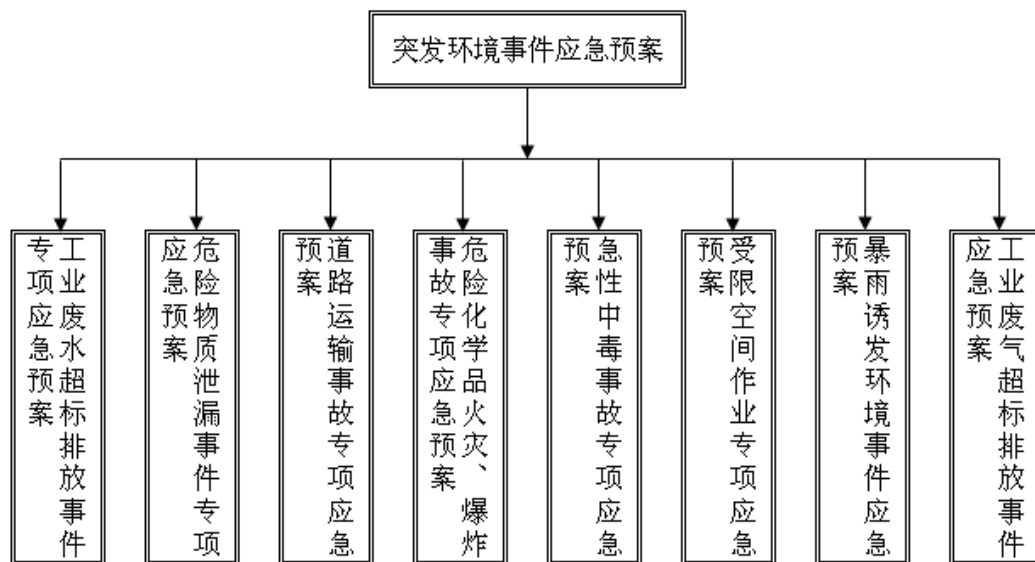 突发环境事件应急预案
工业废水超标排放事件
专项应急预案
危险物质泄漏事件专项
应急预案
道路运输事故专项应急
预案
危险化学品火灾、爆炸
事故专项应急预案
急性中毒事故专项应急
预案
受限空间作业专项应急
预案
暴雨诱发环境事件应急
预案
工业废气超标排放事件
应急预案